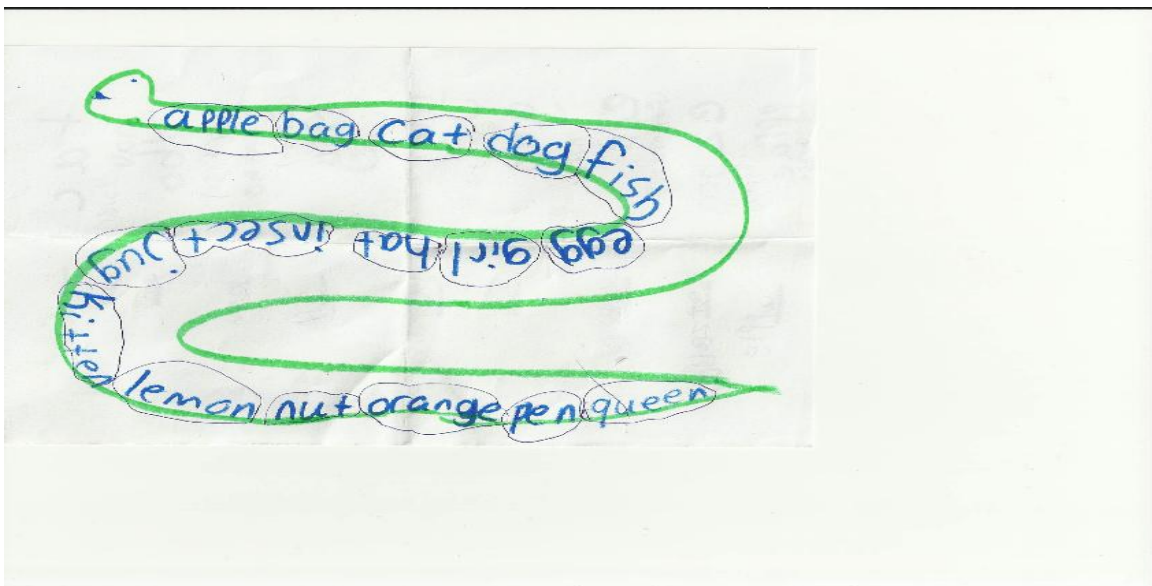 apple bag cat dog fish
egg girl hat insect jug
kitten
lemon nut orange pen queen